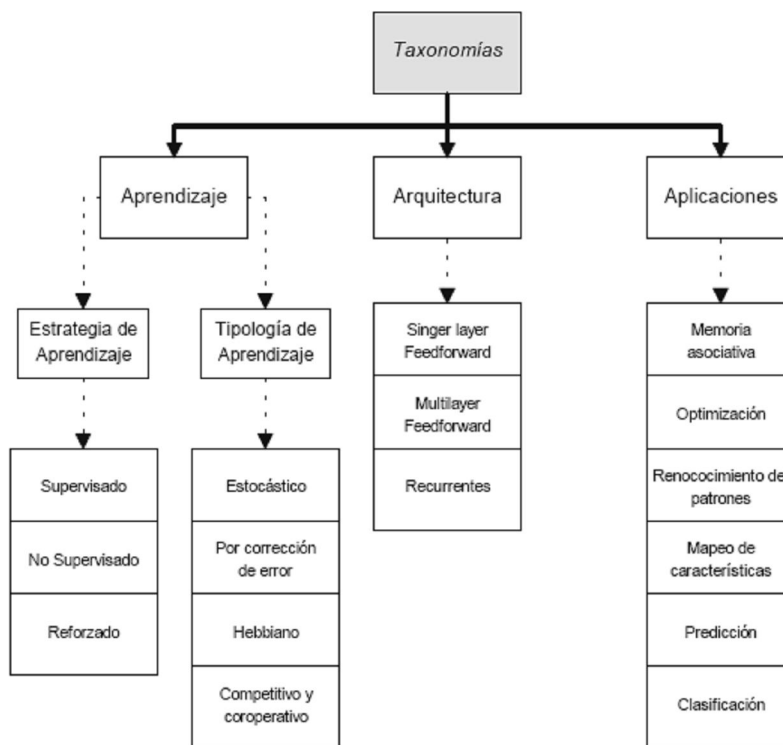 Taxonomías
Aprendizaje
Arquitectura
Aplicaciones
Estrategia de
Aprendizaje
Tipología de
Aprendizaje
Supervisado
No Supervisado
Reforzado
Estocástico
Por corrección
de error
Hebbiano
Competitivo y
coroperativo
Singer layer
Feedforward
Multilayer
Feedforward
Recurrentes
Memoria
asociativa
Optimización
Renococimiento de
patrones
Mapeo de
características
Predicción
Clasificación